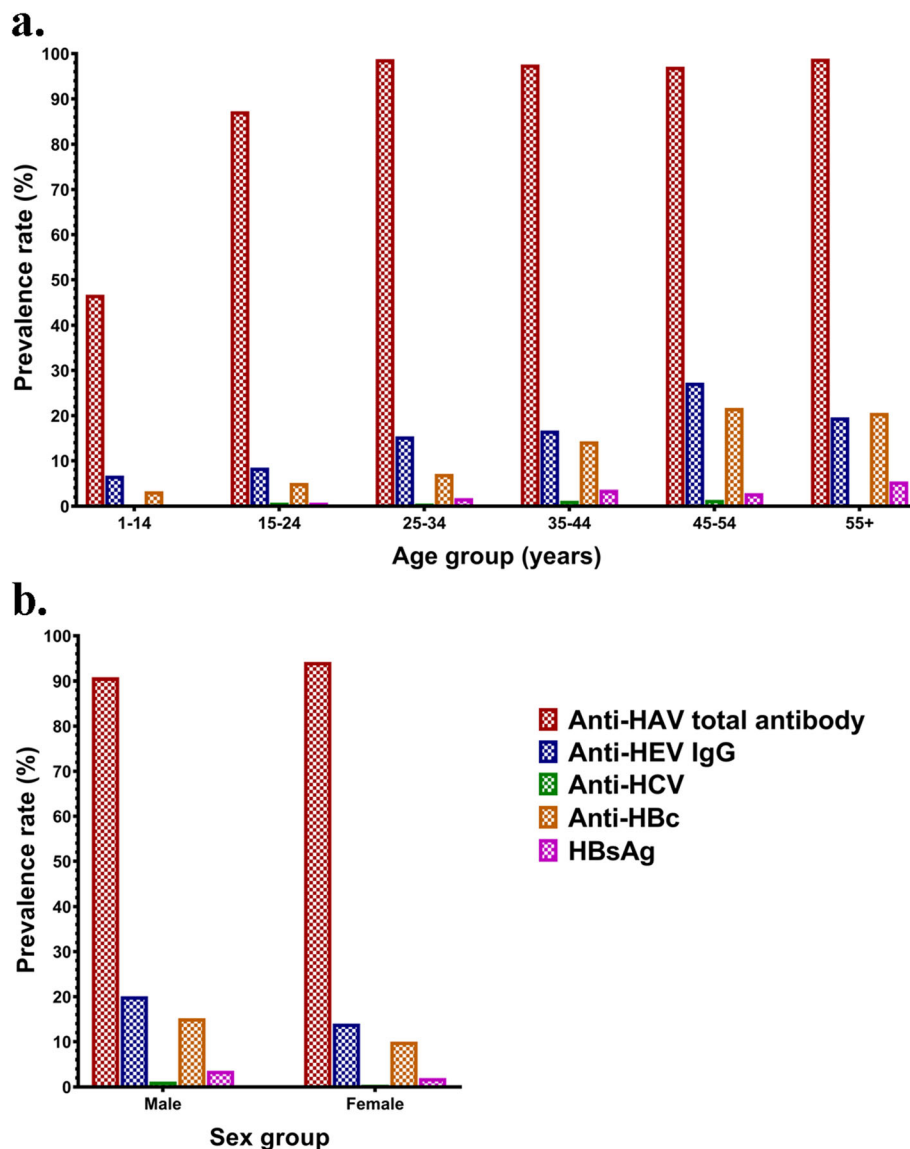 a.
Prevalence rate (%)
100
90
80
70
60
50
40
30
20
10
0
1-14
15-24
25-34
35-44
45-54
55+
Age group (years)
b.
Prevalence rate (%)
100
90
80
70
60
50
40
30
20
10
0
Male
Female
Sex group
Anti-HAV total antibody
Anti-HEV IgG
Anti-HCV
Anti-HBc
HBsAg